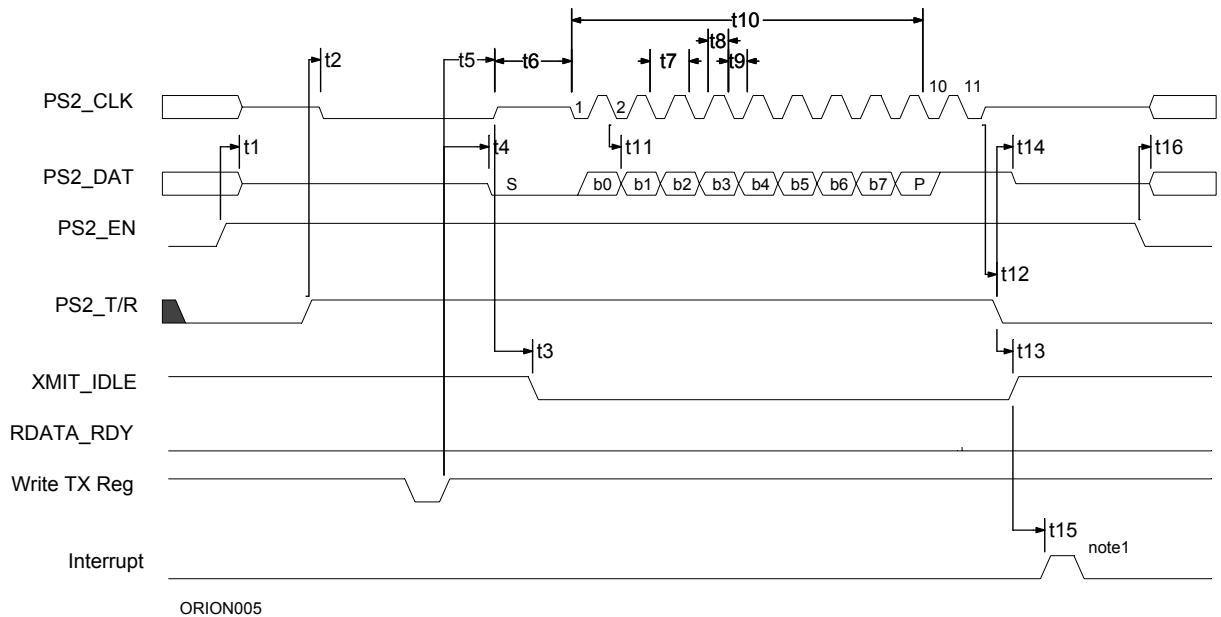 t10
t8
t2 t5 t6 t7 t9
PS2_CLK 1 2 10 11
t1 t4 t11 t14 t16
PS2_DAT S b0 b1 b2 b3 b4 b5 b6 b7 P
PS2_EN
t12
PS2_T/R
t3 t13
XMIT_IDLE
RDATA_RDY
Write TX Reg
t15
Interrupt note1
ORION005